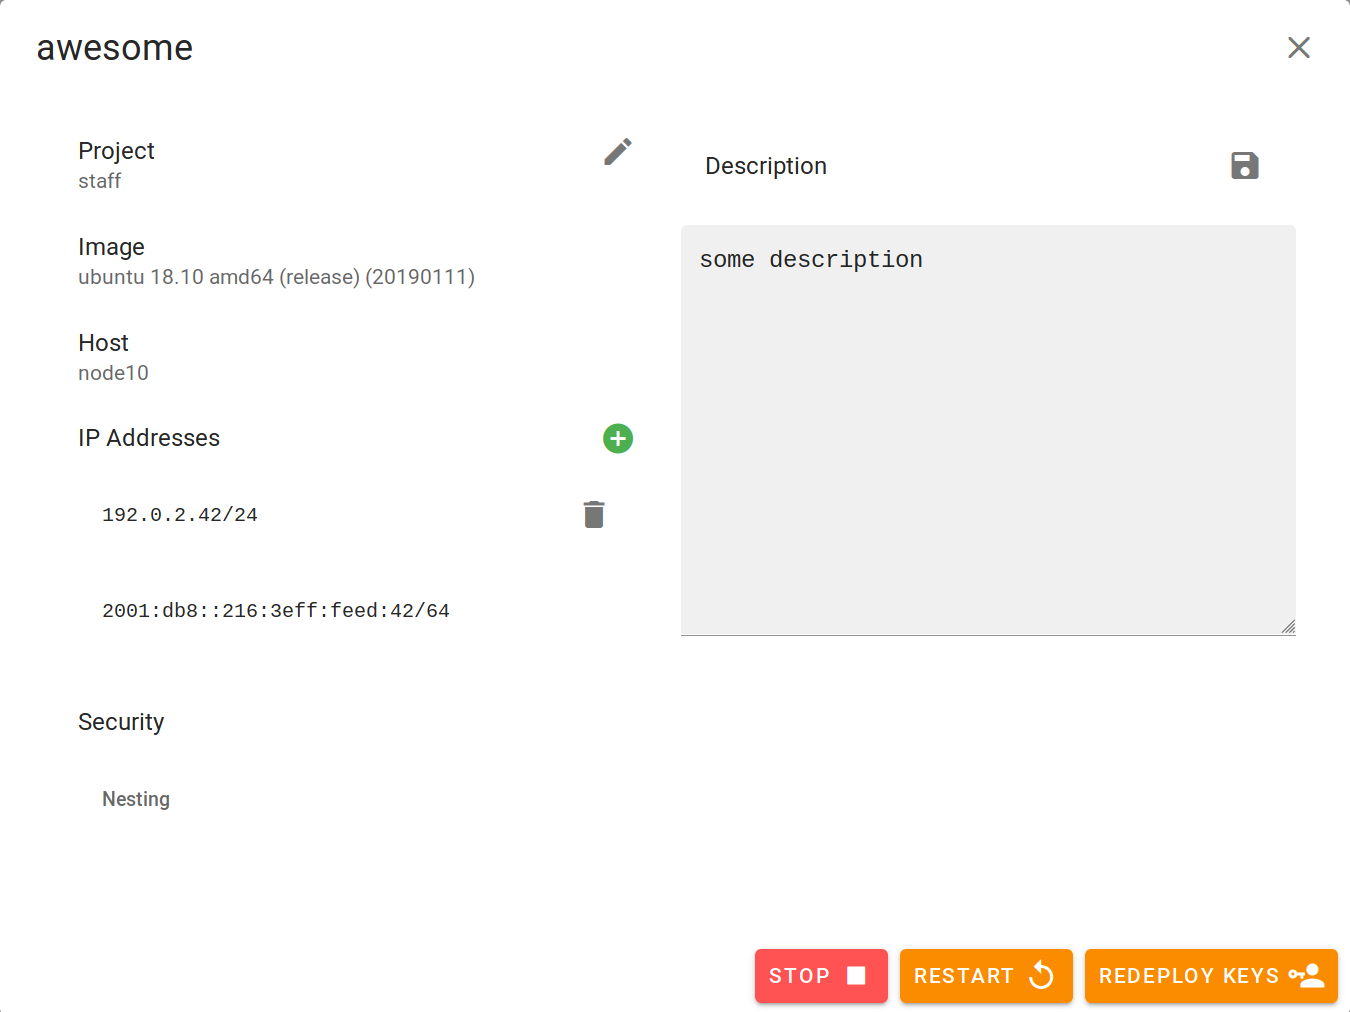 awesome
Project
staff
Image
ubuntu 18.10 amd64 (release) (20190111)
Host
node10
IP Addresses
192.0.2.42/24
2001:db8::216:3eff:feed:42/64
Security
Nesting
Description
some description
STOP
RESTART
REDEPLOY KEYS